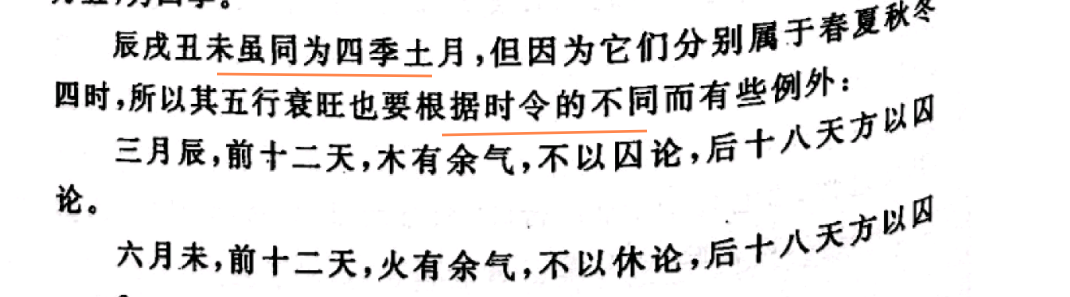 辰戌丑未虽同为四季土月,但因为它们分别属于春夏秋冬
四时,所以其五行衰旺也要根据时令的不同而有些例外:
三月辰,前十二天,木有余气,不以囚论,后十八天方以囚
论。
六月未,前十二天,火有余气,不以休论,后十八天方以囚